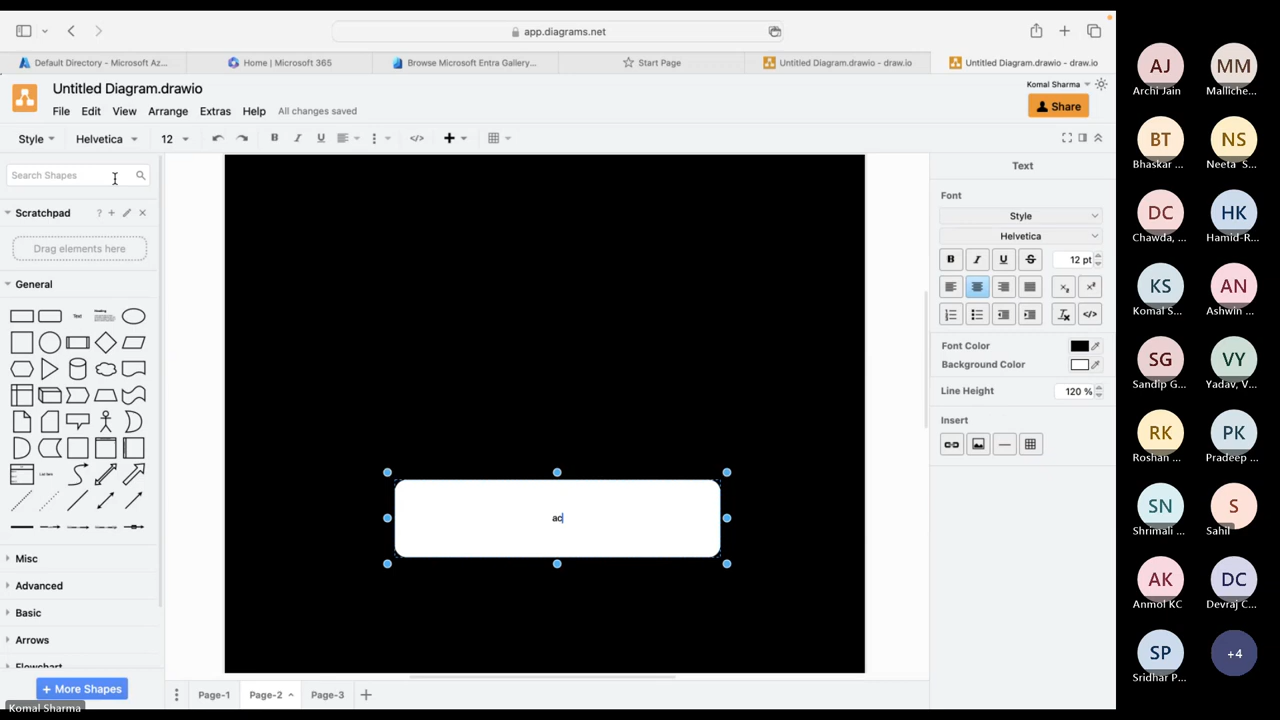 app.diagrams.net
Default Directory - Microsoft Az...
Home | Microsoft 365
Browse Microsoft Entra Gallery...
Start Page
Untitled Diagram.drawio - draw.io
Untitled Diagram.drawio - draw.io
Untitled Diagram.drawio
Komal Sharma
File Edit View Arrange Extras Help All changes saved
Share
Style Helvetica 12 B I U
Search Shapes
Scratchpad ?
Drag elements here
General
Text
Heading
List Item
Misc
Advanced
Basic
Arrows
Flowchart
+ More Shapes
Komal Sharma
ac
Page-1 Page-2 Page-3
Text
Font
Style
Helvetica
B I U S 12 pt
Font Color
Background Color
Line Height 120 %
Insert
AJ MM
Archi Jain Malliche...
BT NS
Bhaskar ... Neeta S...
DC HK
Chawda, ... Hamid-R...
KS AN
Komal S... Ashwin ...
SG VY
Sandip G... Yadav, V...
RK PK
Roshan ... Pradeep ...
SN S
Shrimali ... Sahil
AK DC
Anmol KC Devraj C...
SP +4
Sridhar P...